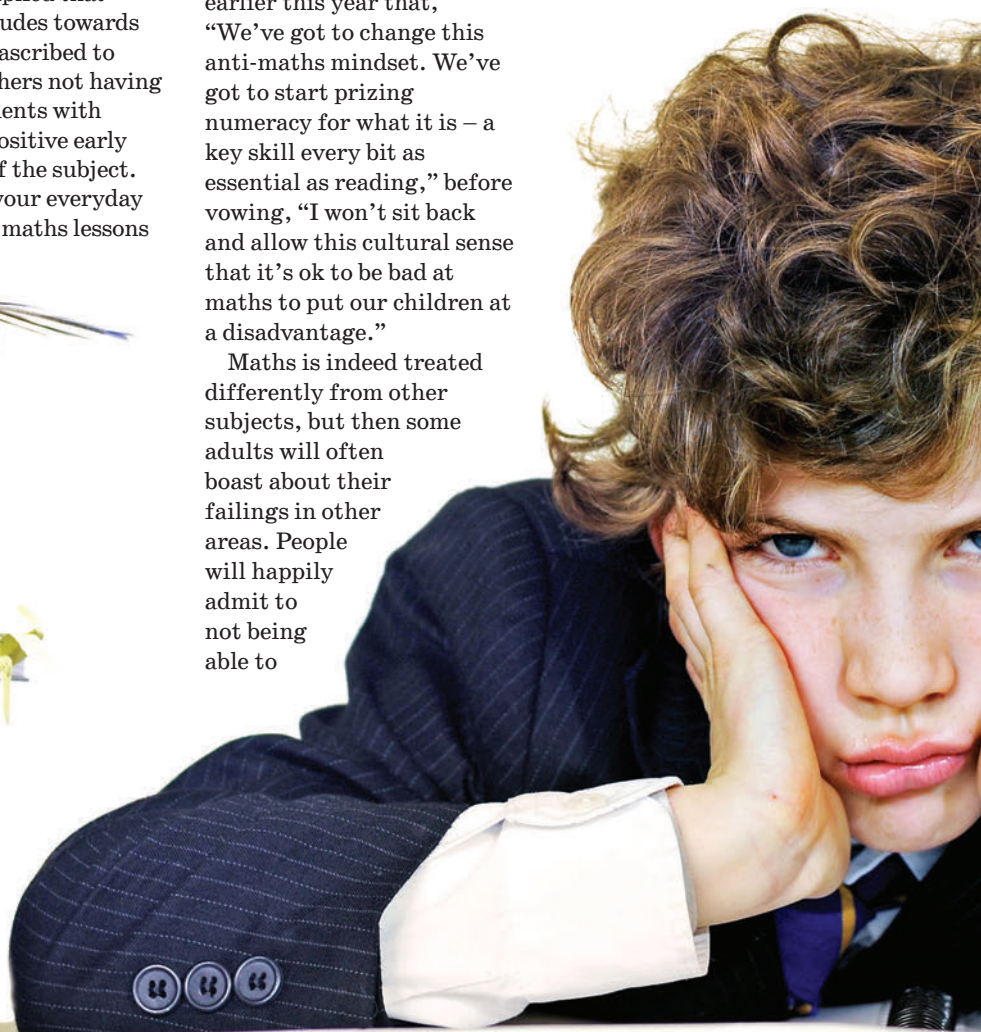 udes towards
ascribed to
hers not having
ents with
ositive early
f the subject.
your everyday
maths lessons
earlier this year that,
“We’ve got to change this
anti-maths mindset. We’ve
got to start prizing
numeracy for what it is – a
key skill every bit as
essential as reading,” before
vowing, “I won’t sit back
and allow this cultural sense
that it’s ok to be bad at
maths to put our children at
a disadvantage.”
Maths is indeed treated
differently from other
subjects, but then some
adults will often
boast about their
failings in other
areas. People
will happily
admit to
not being
able to